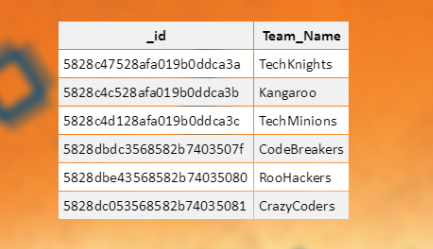 _id Team_Name
5828c47528afa019b0ddca3a TechKnights
5828c4c528afa019b0ddca3b Kangaroo
5828c4d128afa019b0ddca3c TechMinions
5828dbdc3568582b7403507f CodeBreakers
5828dbe43568582b74035080 RooHackers
5828dc053568582b74035081 CrazyCoders